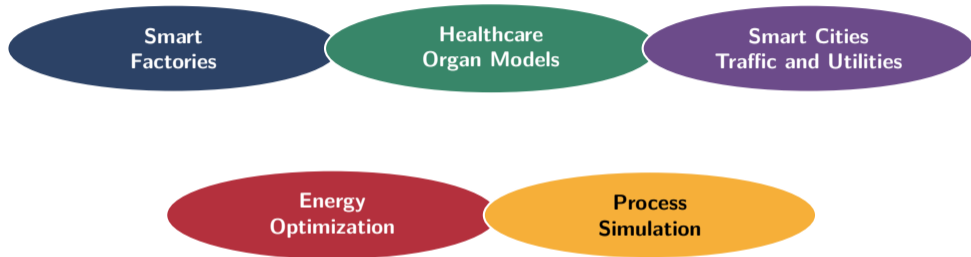 Smart
Factories
Healthcare
Organ Models
Smart Cities
Traffic and Utilities
Energy
Optimization
Process
Simulation